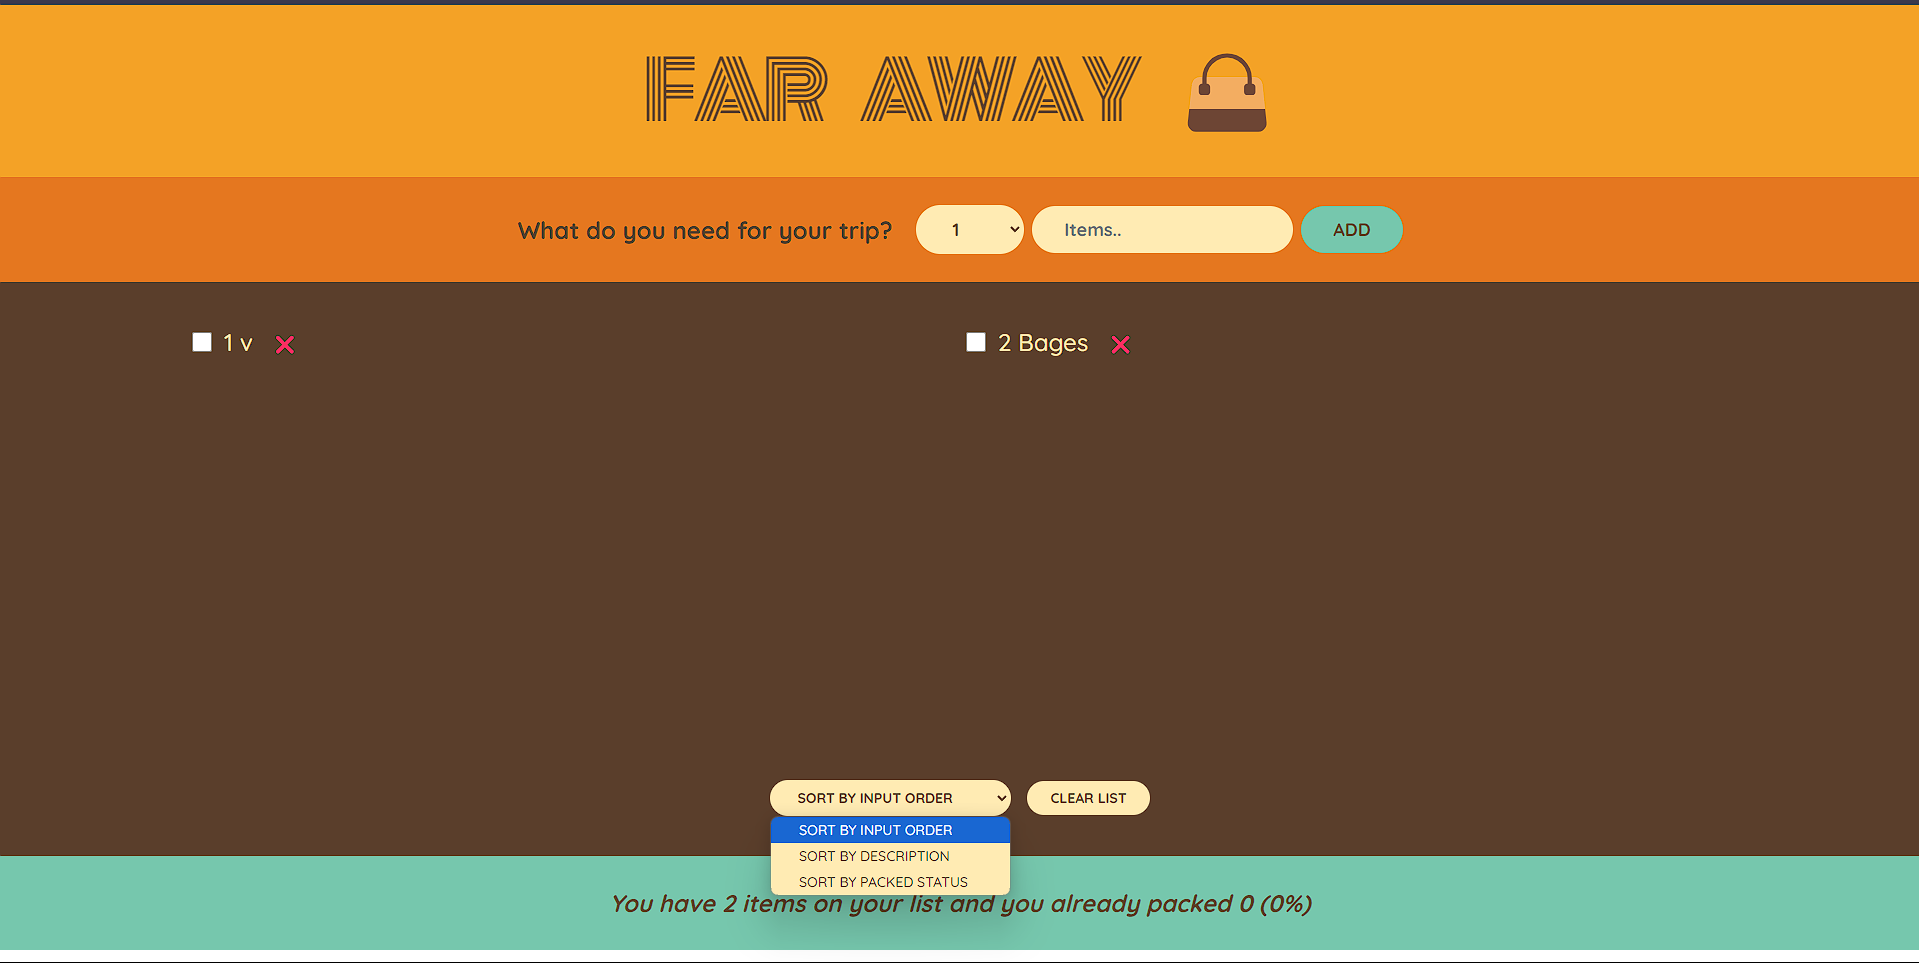 FAR AWAY
What do you need for your trip? 1 Items.. ADD
1 v 2 Bages
SORT BY INPUT ORDER CLEAR LIST
SORT BY INPUT ORDER
SORT BY DESCRIPTION
SORT BY PACKED STATUS
You have 2 items on your list and you already packed 0 (0%)